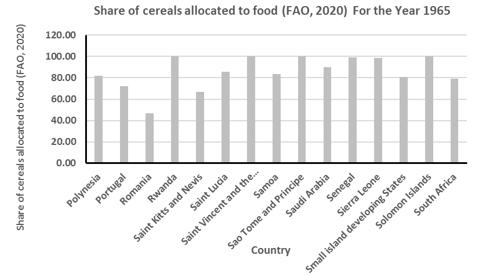 Share of cereals allocated to food (FAO, 2020) For the Year 1965
Share of cereals allocated to food (FAO, 2020)
120.00
100.00
80.00
60.00
40.00
20.00
0.00
Polynesia
Portugal
Romania
Rwanda
Saint Kitts and Nevis
Saint Lucia
Saint Vincent and the...
Samoa
Sao Tome and Principe
Saudi Arabia
Senegal
Sierra Leone
Small island developing States
Solomon Islands
South Africa
Country